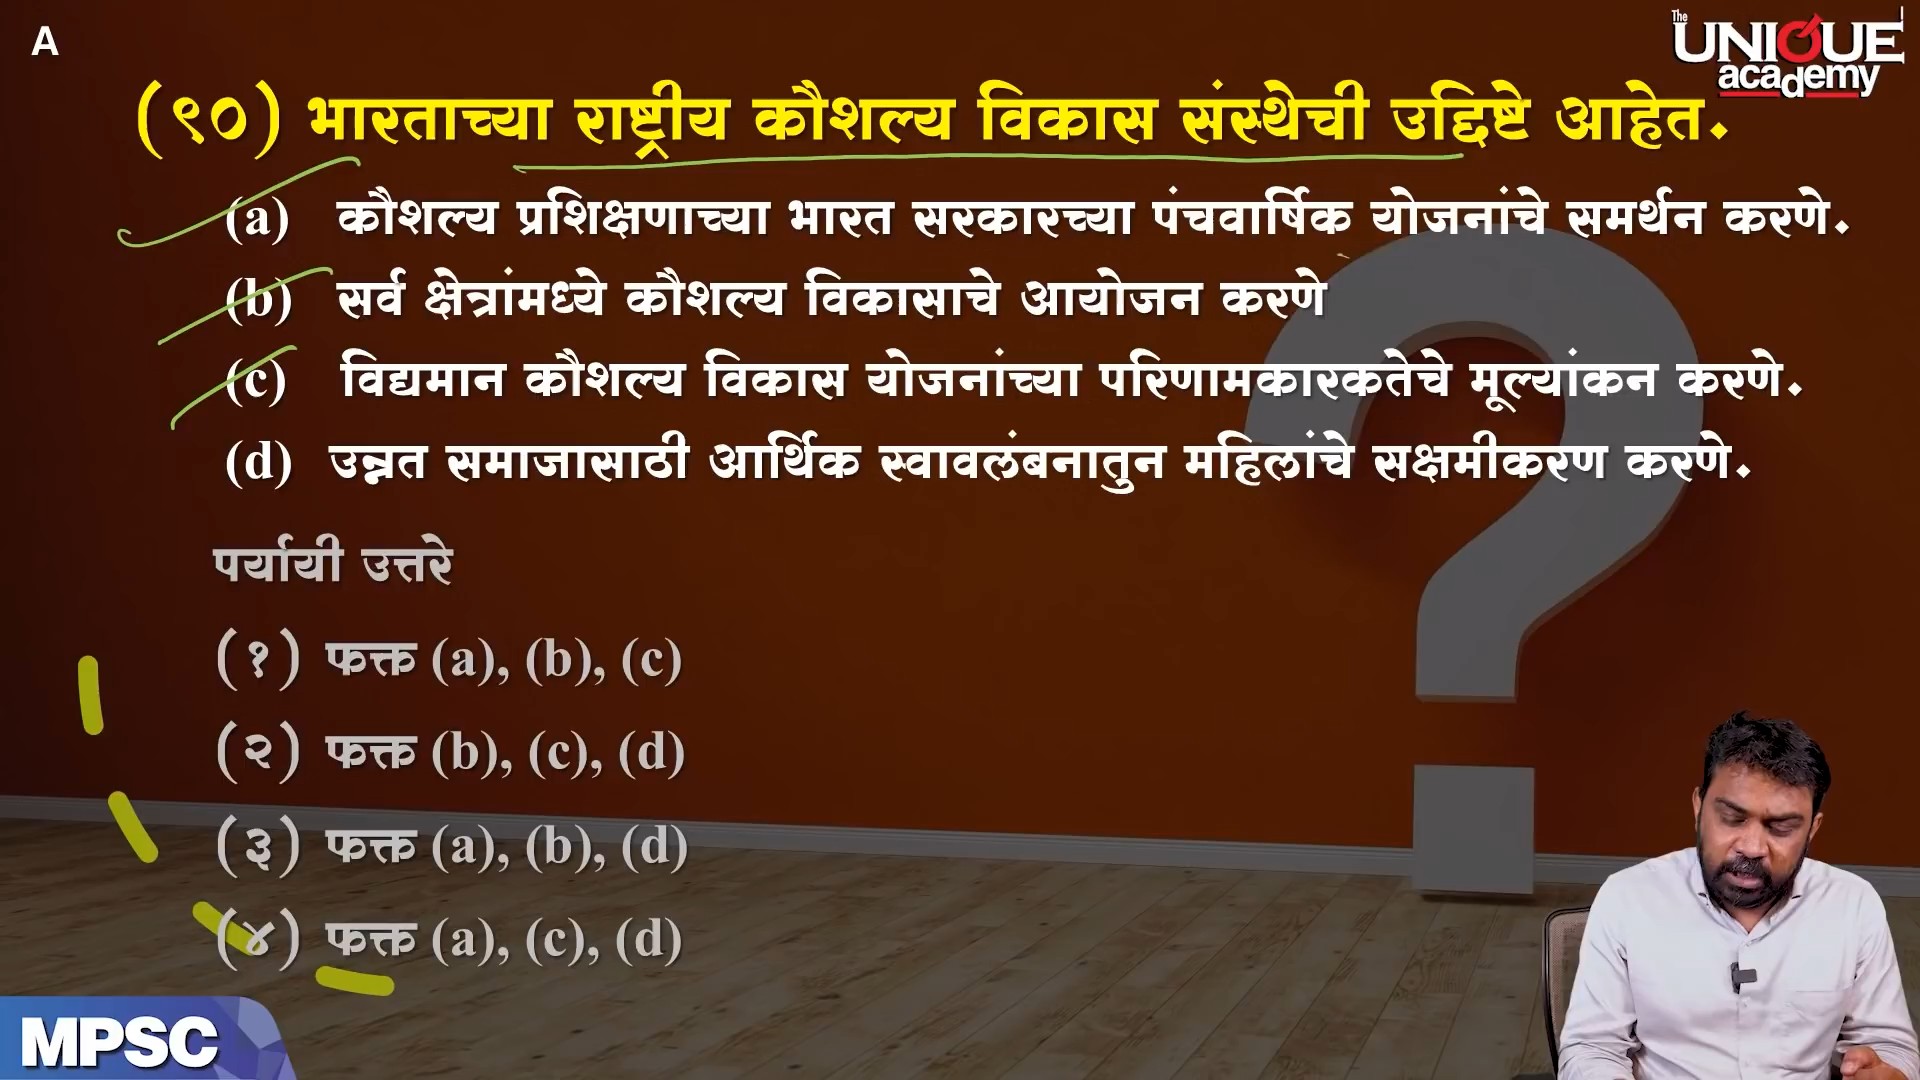 A
The UNIQUE academy
(९०) भारताच्या राष्ट्रीय कौशल्य विकास संस्थेची उद्दिष्टे आहेत.
(a) कौशल्य प्रशिक्षणाच्या भारत सरकारच्या पंचवार्षिक योजनांचे समर्थन करणे.
(b) सर्व क्षेत्रांमध्ये कौशल्य विकासाचे आयोजन करणे
(c) विद्यमान कौशल्य विकास योजनांच्या परिणामकारकतेचे मूल्यांकन करणे.
(d) उन्नत समाजासाठी आर्थिक स्वावलंबनातुन महिलांचे सक्षमीकरण करणे.
पर्यायी उत्तरे
(१) फक्त (a), (b), (c)
(२) फक्त (b), (c), (d)
(३) फक्त (a), (b), (d)
(४) फक्त (a), (c), (d)
MPSC